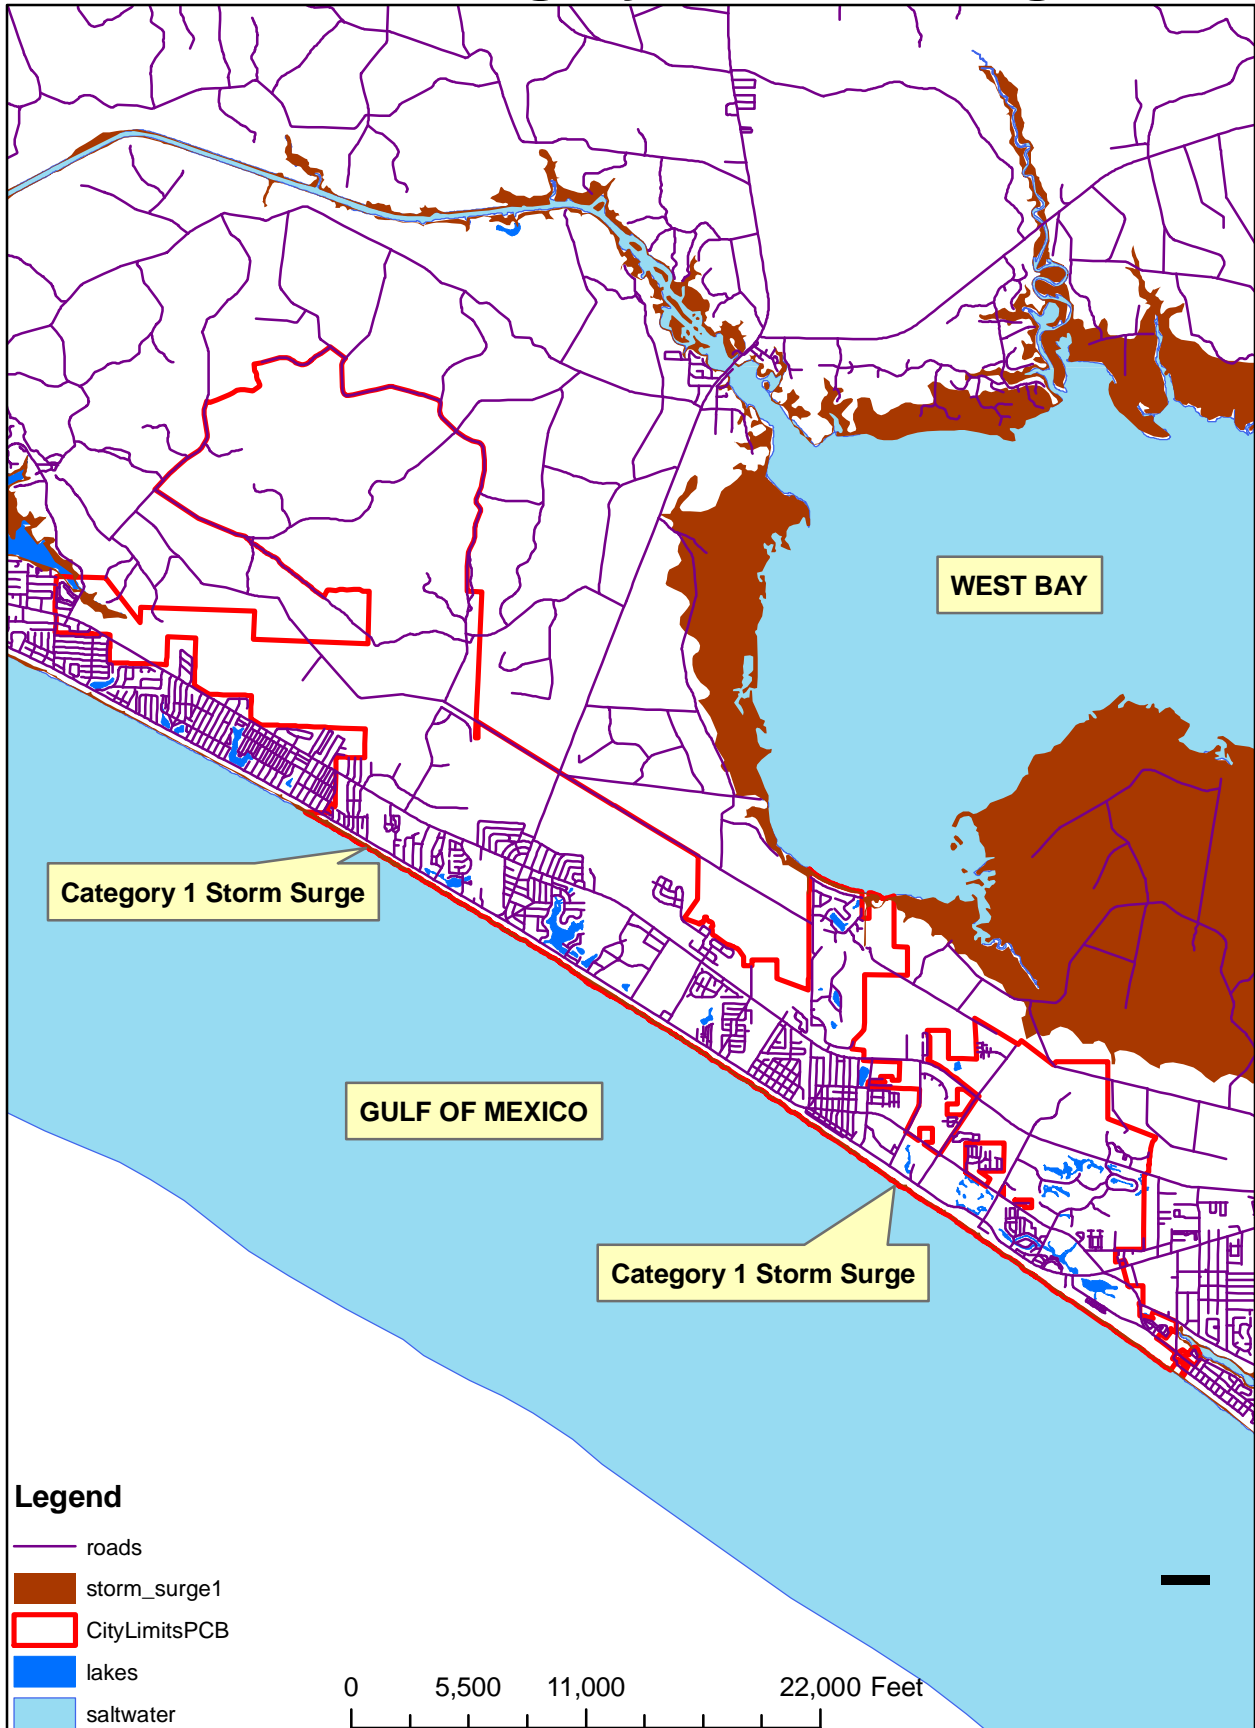 WEST BAY
Category 1 Storm Surge
GULF OF MEXICO
Category 1 Storm Surge
Legend
roads
storm_surge1
CityLimitsPCB
lakes
saltwater
0 5,500 11,000 22,000 Feet